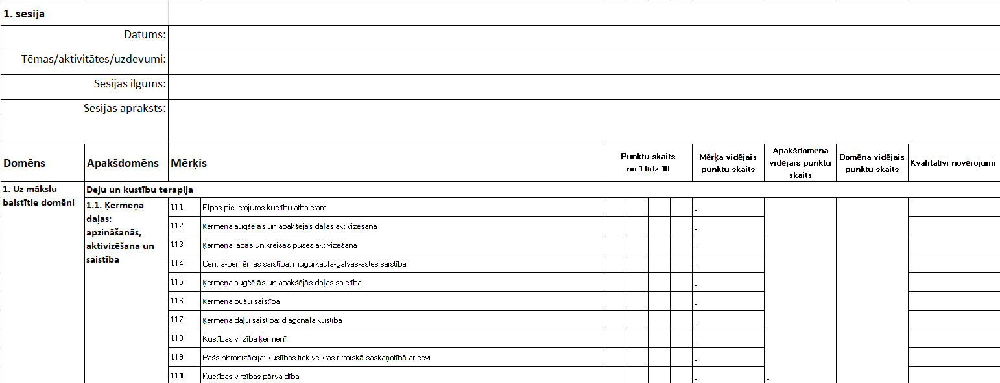 1. sesija
Datums:
Tēmas/aktivitātes/uzdevumi:
Sesijas ilgums:
Sesijas apraksts:
Domēns Apakšdomēns Mērķis Punktu skaits no 1 līdz 10 Mērķa vidējais punktu skaits Apakšdomēna vidējais punktu skaits Domēna vidējais punktu skaits Kvalitatīvi novērojumi
1. Uz mākslu
balstītie domēni
Deju un kustību terapija
1.1. Ķermeņa
daļas:
apzināšanās,
aktivizēšana un
saistība
1.1.1. Elpas pielietojums kustību atbalstam -
1.1.2. Ķermeņa augšējās un apakšējās daļas aktivizēšana -
1.1.3. Ķermeņa labās un kreisās puses aktivizēšana -
1.1.4. Centra-perifērijas saistība, mugurkaula-galvas-astes saistība -
1.1.5. Ķermeņa augšējās un apakšējās daļas saistība -
1.1.6. Ķermeņa pušu saistība -
1.1.7. Ķermeņa daļu saistība: diagonāla kustība -
1.1.8. Kustības virzība ķermenī -
1.1.9. Pašsinhronizācija: kustības tiek veiktas ritmiskā saskaņotībā ar sevi -
1.1.10. Kustības virzības pārvaldība - -